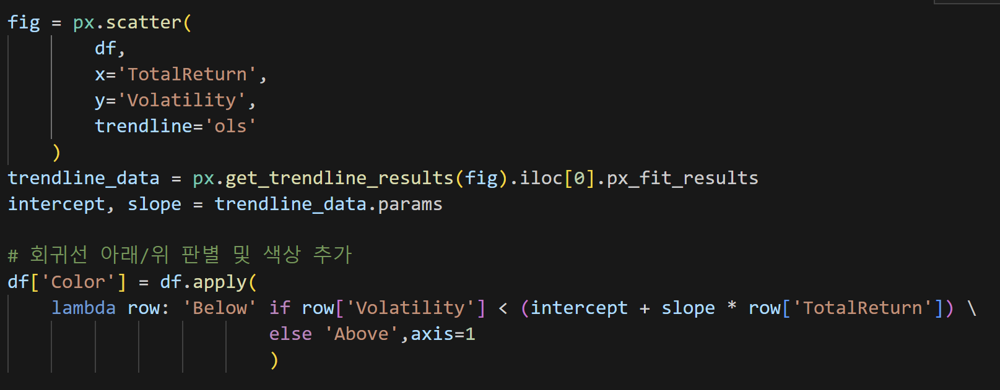 fig = px.scatter(
        df,
        x='TotalReturn',
        y='Volatility',
        trendline='ols'
    )
trendline_data = px.get_trendline_results(fig).iloc[0].px_fit_results
intercept, slope = trendline_data.params

# 회귀선 아래/위 판별 및 색상 추가
df['Color'] = df.apply(
    lambda row: 'Below' if row['Volatility'] < (intercept + slope * row['TotalReturn']) \
                        else 'Above',axis=1
                        )